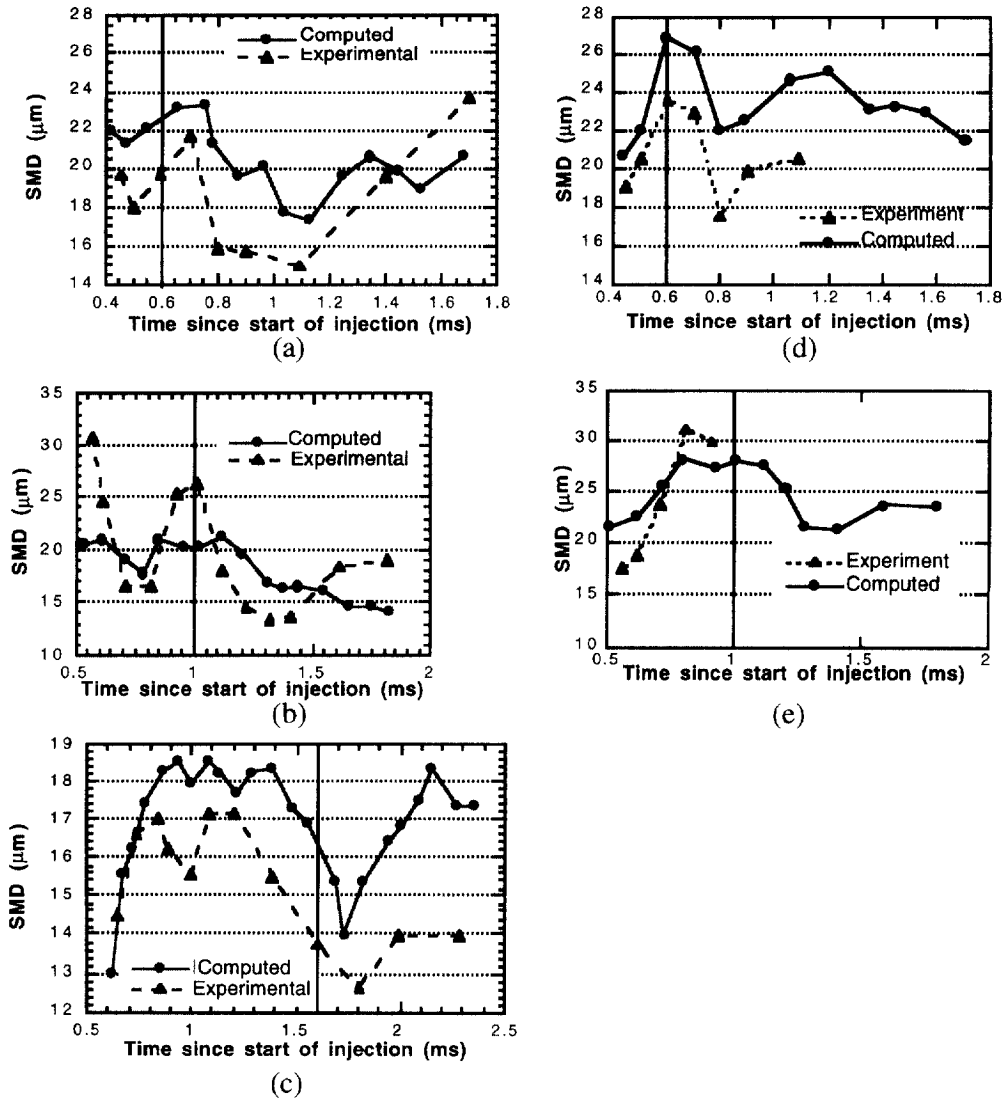 28
26
24
22
20
18
16
14
SMD (μm)
Computed
Experimental
0.4 0.6 0.8 1 1.2 1.4 1.6 1.8
Time since start of injection (ms)
(a)
28
26
24
22
20
18
16
14
SMD (μm)
Experiment
Computed
0.4 0.6 0.8 1 1.2 1.4 1.6 1.8
Time since start of injection (ms)
(d)
35
30
25
20
15
10
SMD (μm)
Computed
Experimental
0.5 1 1.5 2
Time since start of injection (ms)
(b)
35
30
25
20
15
10
SMD (μm)
Experiment
Computed
0.5 1 1.5 2
Time since start of injection (ms)
(e)
19
18
17
16
15
14
13
12
SMD (μm)
Computed
Experimental
0.5 1 1.5 2 2.5
Time since start of injection (ms)
(c)